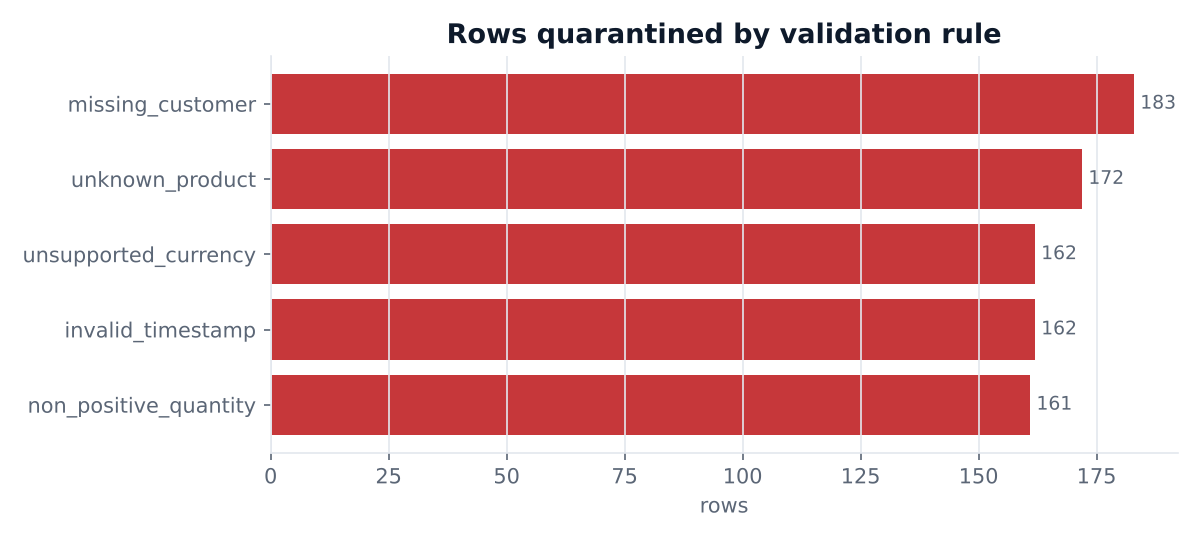 Rows quarantined by validation rule
missing_customer 183
unknown_product 172
unsupported_currency 162
invalid_timestamp 162
non_positive_quantity 161
0 25 50 75 100 125 150 175
rows